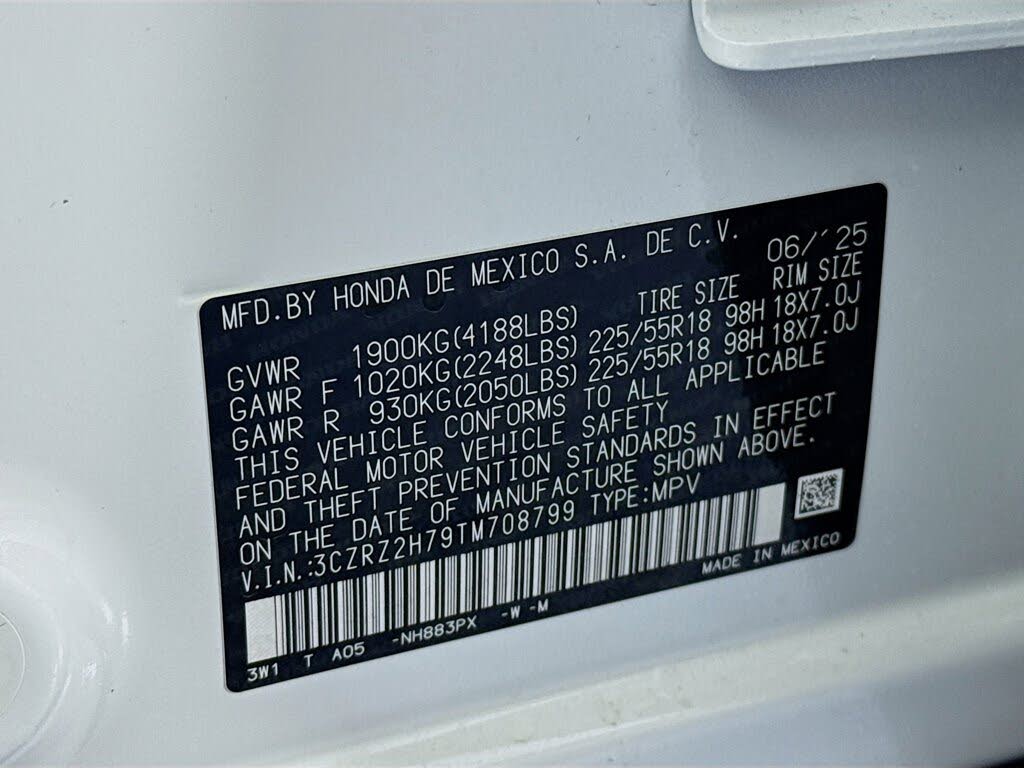 MFD.BY HONDA DE MEXICO S.A. DE C.V. 06/´25
TIRE SIZE RIM SIZE
GVWR 1900KG(4188LBS)
GAWR F 1020KG(2248LBS) 225/55R18 98H 18X7.0J
GAWR R 930KG(2050LBS) 225/55R18 98H 18X7.0J
THIS VEHICLE CONFORMS TO ALL APPLICABLE
FEDERAL MOTOR VEHICLE SAFETY
AND THEFT PREVENTION STANDARDS IN EFFECT
ON THE DATE OF MANUFACTURE SHOWN ABOVE.
V.I.N.:3CZRZ2H79TM708799 TYPE:MPV
MADE IN MEXICO
3W1 T A05 -NH883PX -W -M